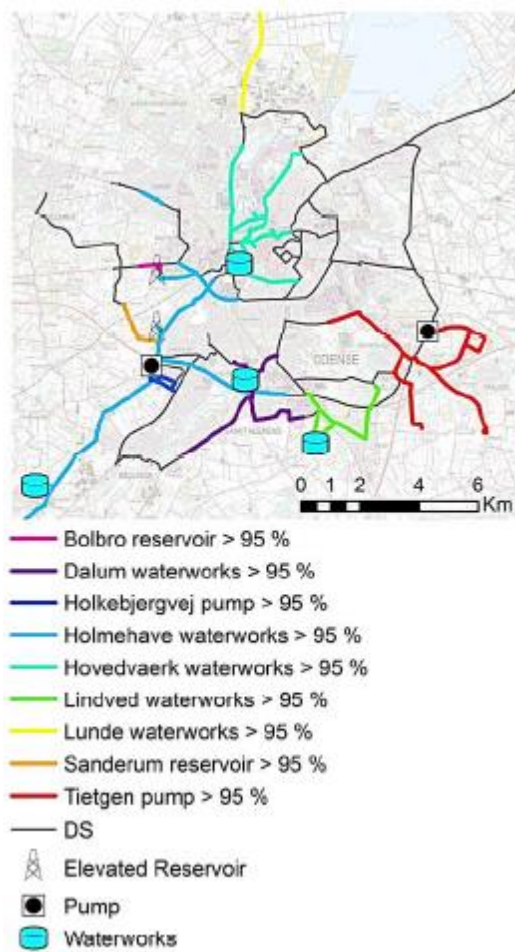 ODENSE
0 1 2 4 6
Km
Bolbro reservoir > 95 %
Dalum waterworks > 95 %
Holkebjergvej pump > 95 %
Holmehave waterworks > 95 %
Hovedvaerk waterworks > 95 %
Lindved waterworks > 95 %
Lunde waterworks > 95 %
Sanderum reservoir > 95 %
Tietgen pump > 95 %
DS
Elevated Reservoir
Pump
Waterworks